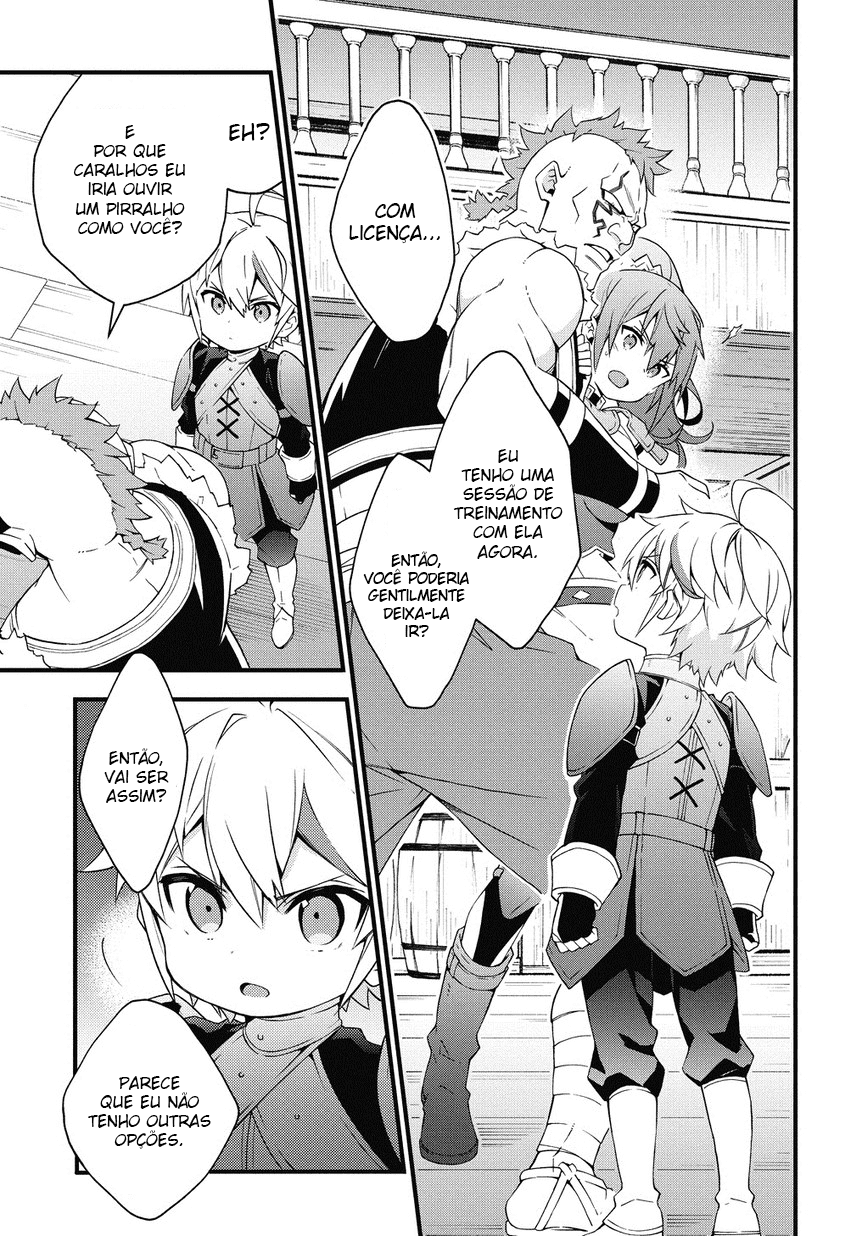 COM
LICENÇA...
EU
TENHO UMA
SESSÃO DE
TREINAMENTO
COM ELA
AGORA.
ENTÃO,
VOCÊ PODERIA
GENTILMENTE
DEIXA-LA
IR?
EH?
E
POR QUE
CARALHOS EU
IRIA OUVIR
UM PIRRALHO
COMO VOCÊ?
ENTÃO,
VAI SER
ASSIM?
PARECE
QUE EU NÃO
TENHO OUTRAS
OPÇÕES.